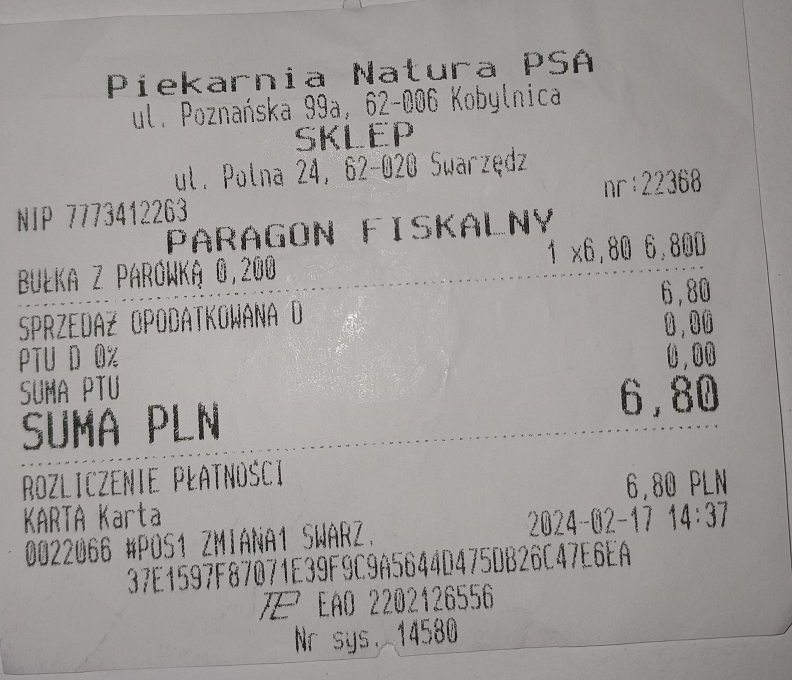 Piekarnia Natura PSA
ul. Poznańska 99a, 62-006 Kobylnica
SKLEP
ul. Polna 24, 62-020 Swarzędz
NIP 7773412263 nr:22368
PARAGON FISKALNY
BUŁKA Z PARÓWKĄ 0,200 1 x6,80 6,80D
SPRZEDAŻ OPODATKOWANA D 6,80
PTU D 0% 0,00
SUMA PTU 0,00
SUMA PLN 6,80
ROZLICZENIE PŁATNOŚCI
KARTA Karta 6,80 PLN
0022066 #POS1 ZMIANA1 SWARZ. 2024-02-17 14:37
37E1597F87071E39F9C9A5644D475DB26C47E6EA
EAO 2202126556
Nr sys. 14580